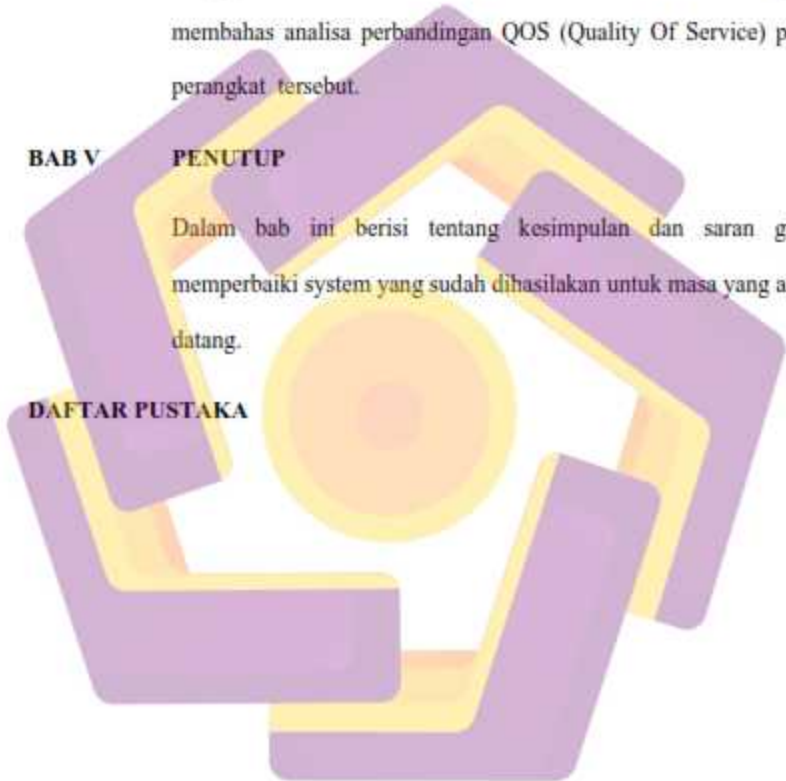 membahas analisa perbandingan QOS (Quality Of Service)
perangkat tersebut.
BAB V PENUTUP
Dalam bab ini berisi tentang kesimpulan dan saran
memperbaiki system yang sudah dihasilakan untuk masa yang
datang.
DAFTAR PUSTAKA